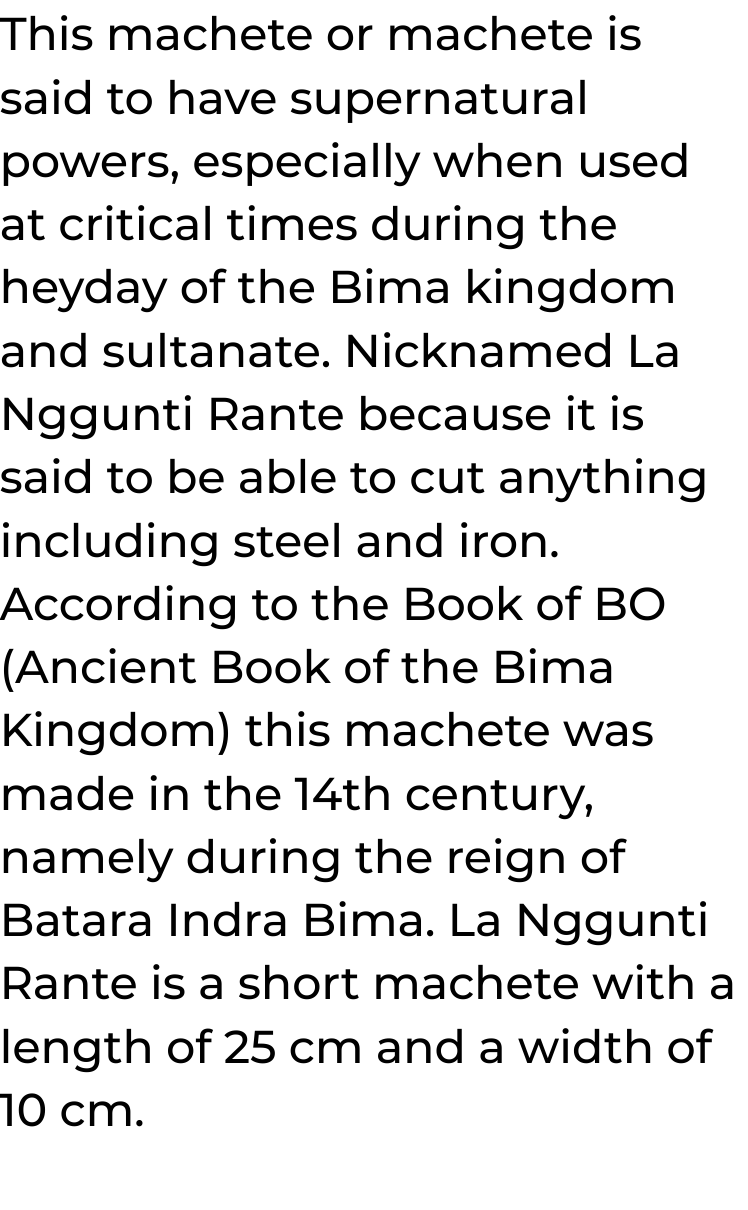 This machete or machete is
said to have supernatural
powers, especially when used
at critical times during the
heyday of the Bima kingdom
and sultanate. Nicknamed La
Nggunti Rante because it is
said to be able to cut anything
including steel and iron.
According to the Book of BO
(Ancient Book of the Bima
Kingdom) this machete was
made in the 14th century,
namely during the reign of
Batara Indra Bima. La Nggunti
Rante is a short machete with a
length of 25 cm and a width of
10 cm.